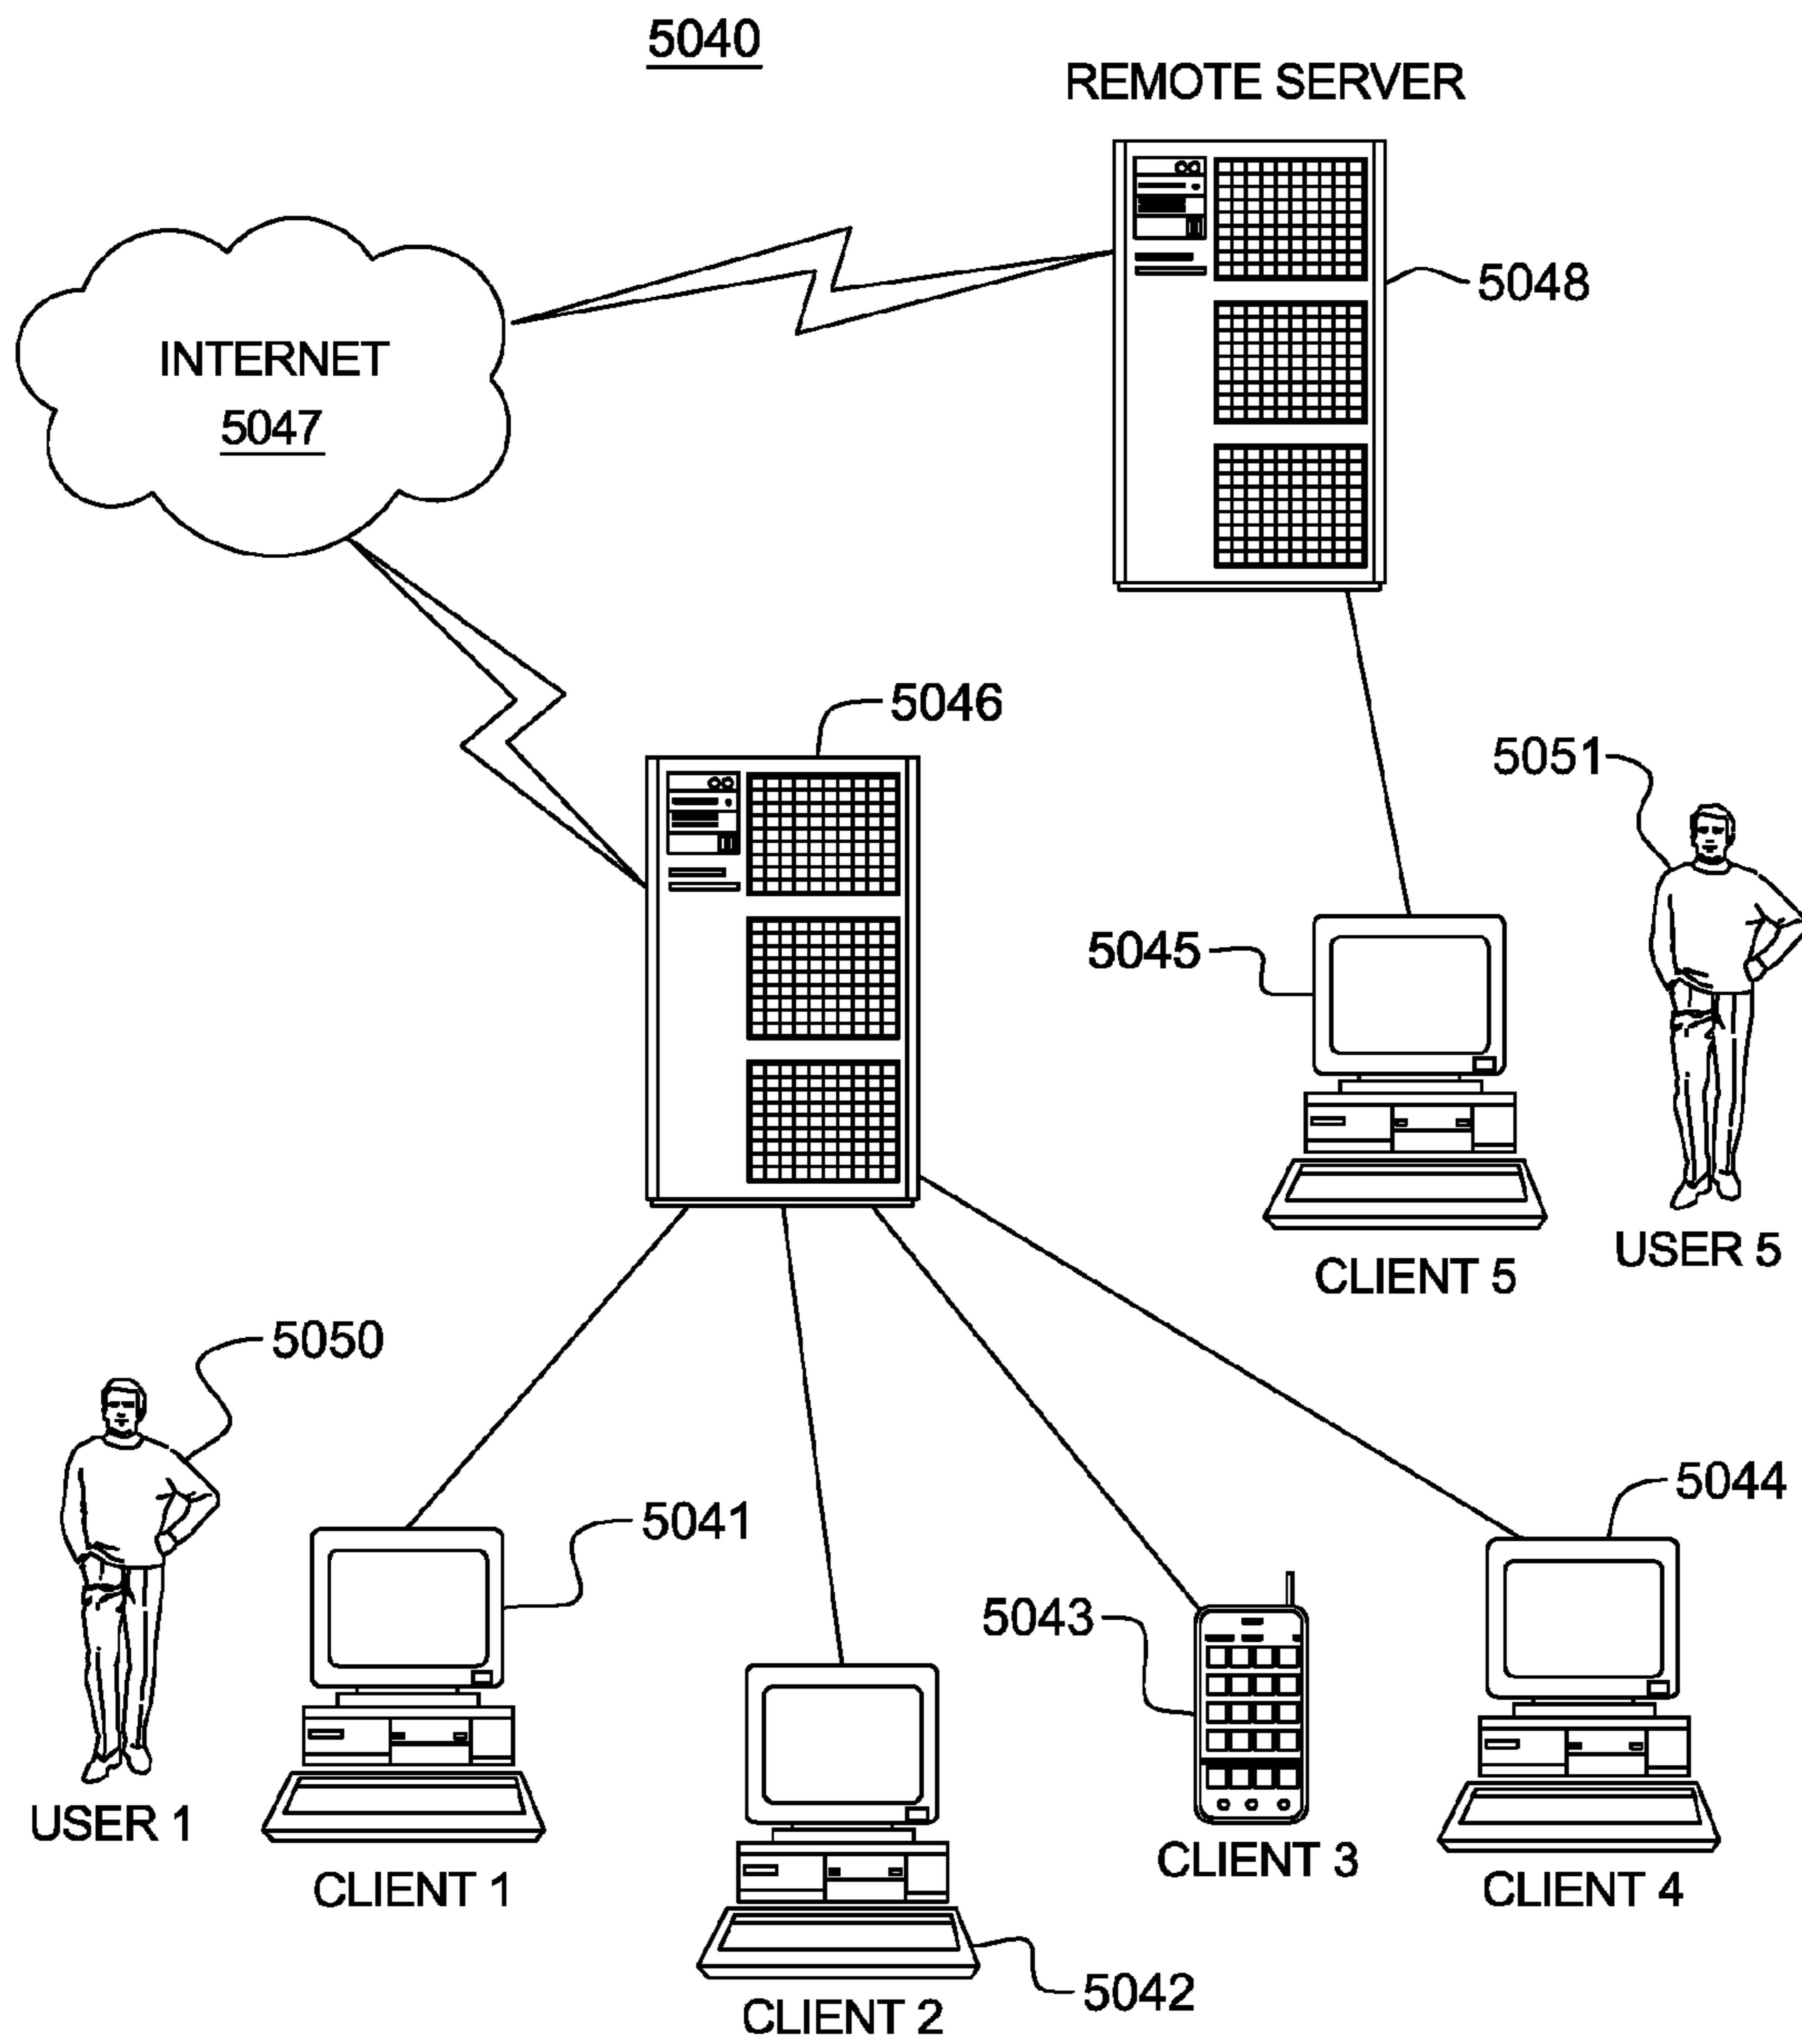 5040
REMOTE SERVER
5048
INTERNET
5047
5046
5051
5045
CLIENT 5
USER 5
5050
5041
5044
5043
USER 1
CLIENT 1
CLIENT 3
CLIENT 4
5042
CLIENT 2